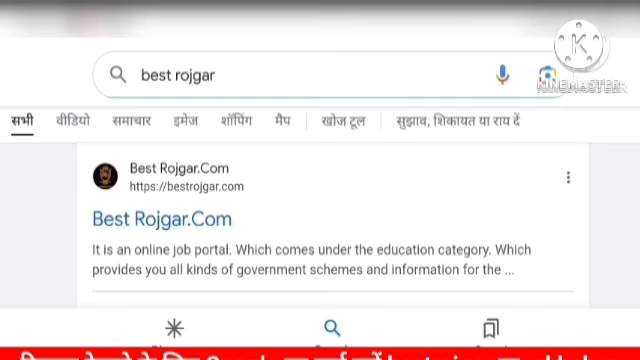 K
KINEMASTER
best rojgar
सभी वीडियो समाचार इमेज शॉपिंग मैप खोज टूल सुझाव, शिकायत या राय दें
Best Rojgar.Com
https://bestrojgar.com
Best Rojgar.Com
It is an online job portal. Which comes under the education category. Which
provides you all kinds of government schemes and information for the ...